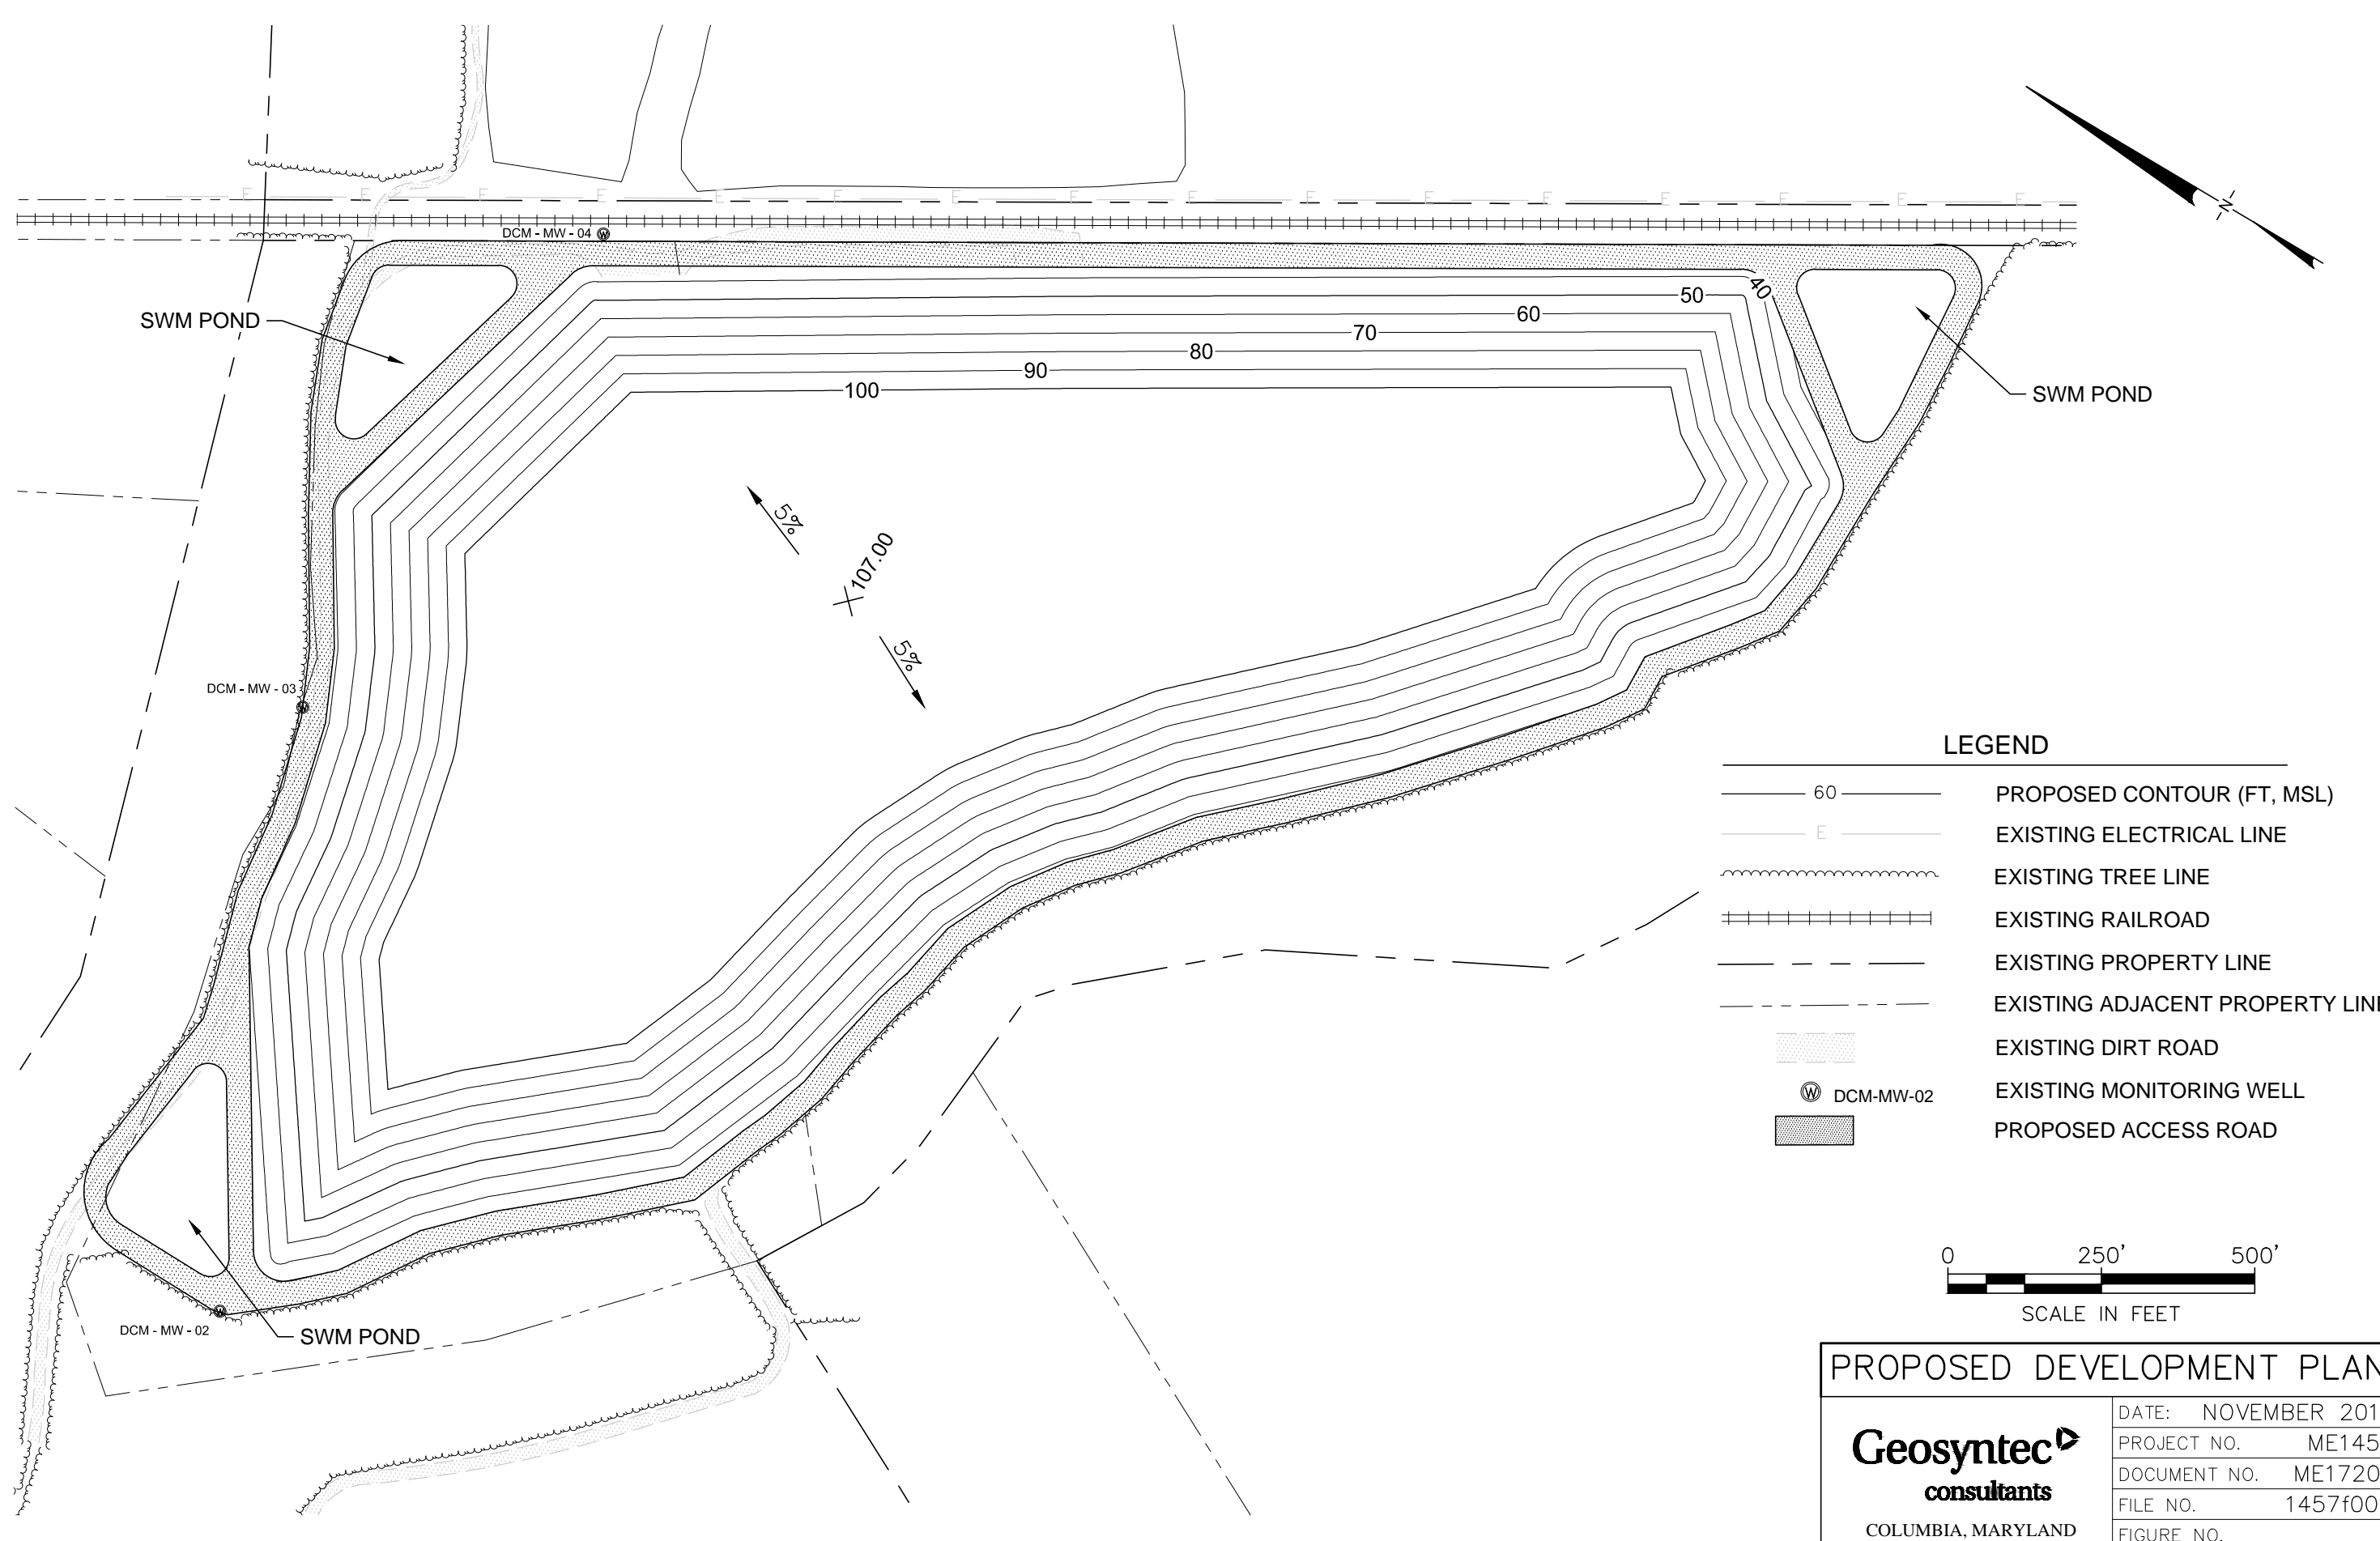 E E E E E E E E E E E E E E E E
-N-
DCM - MW - 04 W
SWM POND
40
50
60
70
80
90
100
SWM POND
5%
107.00
5%
DCM - MW - 03
W
LEGEND
60 PROPOSED CONTOUR (FT, MSL)
E EXISTING ELECTRICAL LINE
EXISTING TREE LINE
EXISTING RAILROAD
EXISTING PROPERTY LINE
EXISTING ADJACENT PROPERTY LINE
EXISTING DIRT ROAD
W DCM-MW-02 EXISTING MONITORING WELL
PROPOSED ACCESS ROAD
0 250' 500'
SCALE IN FEET
W
DCM - MW - 02
SWM POND
PROPOSED DEVELOPMENT PLAN
Geosyntec
consultants
COLUMBIA, MARYLAND
DATE: NOVEMBER 201
PROJECT NO. ME145
DOCUMENT NO. ME1720
FILE NO. 1457f00
FIGURE NO.